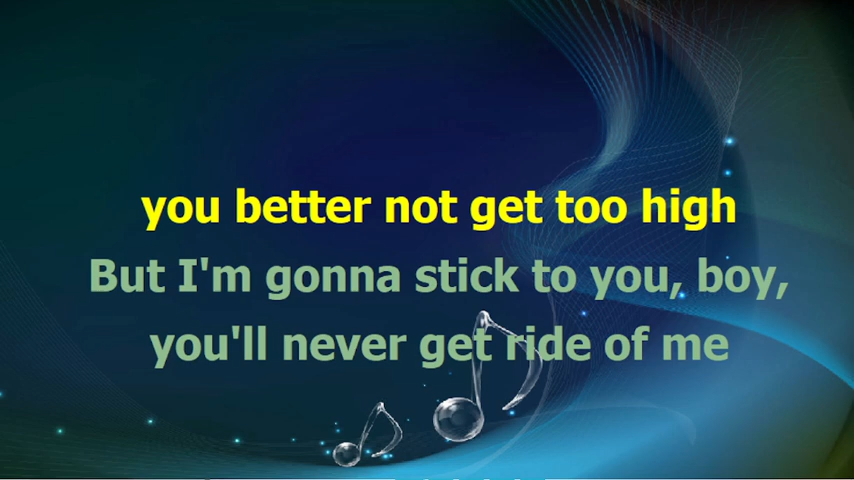 you better not get too high
But I'm gonna stick to you, boy,
you'll never get ride of me